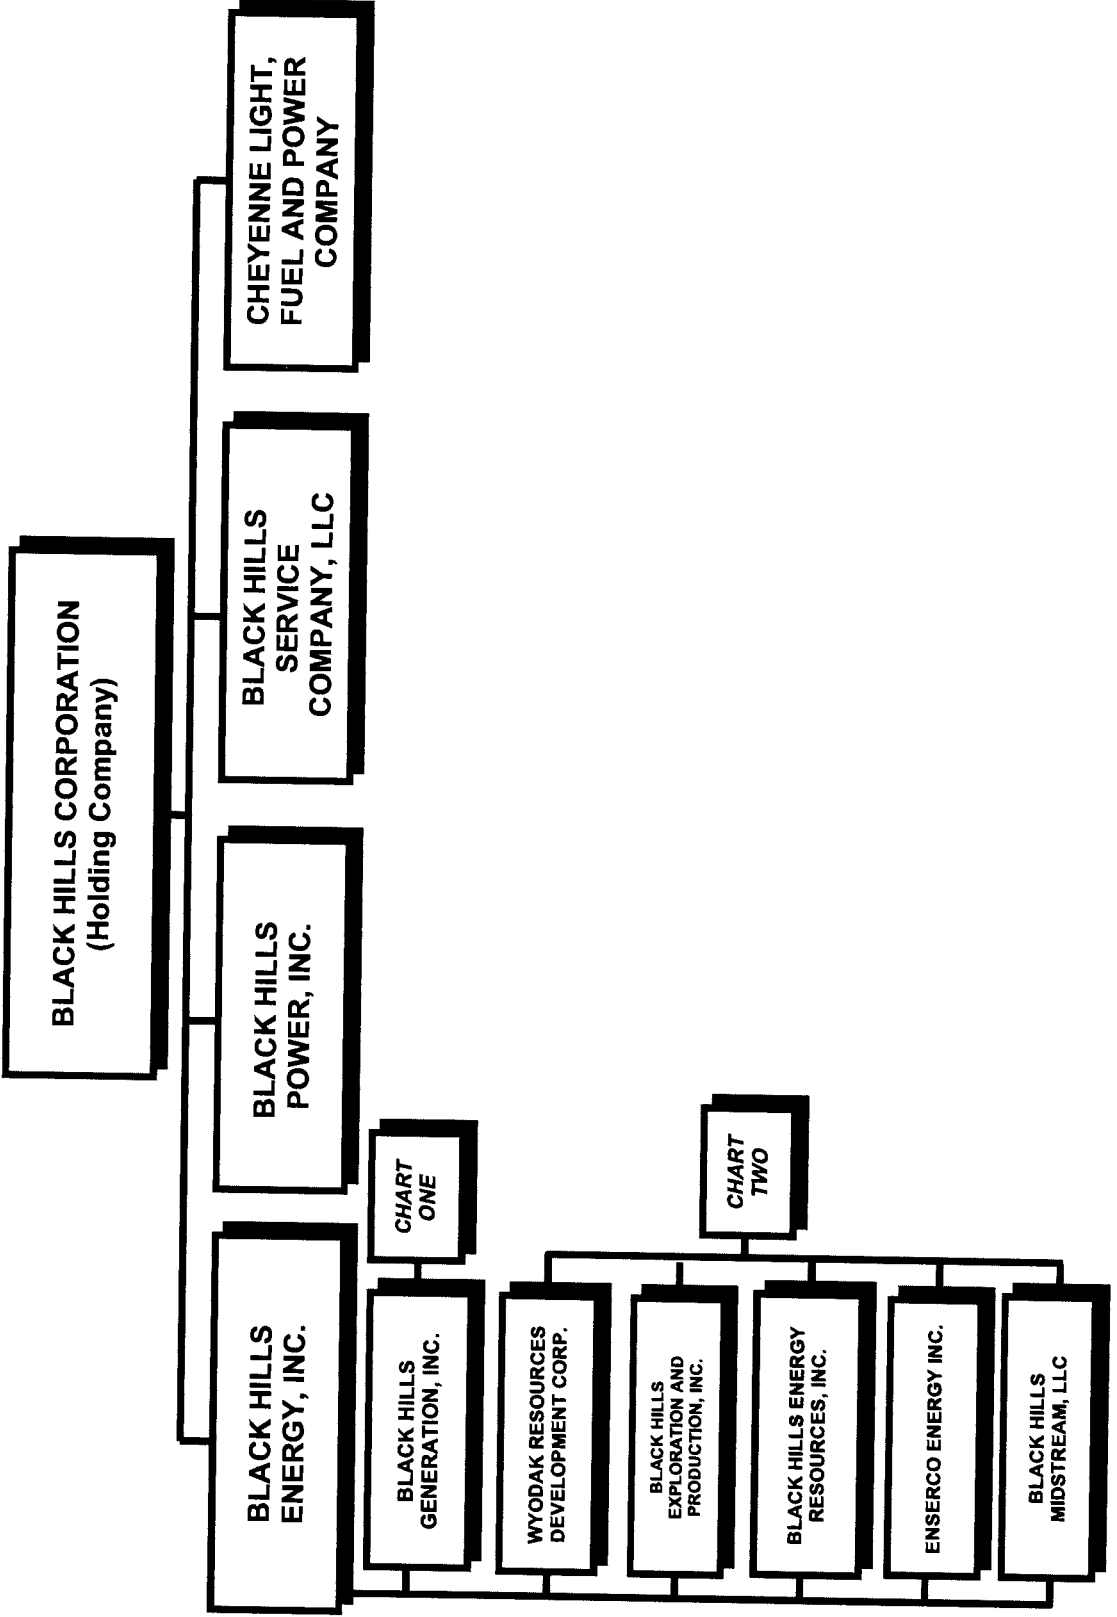 BLACK HILLS CORPORATION
(Holding Company)
BLACK HILLS
ENERGY, INC.
BLACK HILLS
POWER, INC.
BLACK HILLS
SERVICE
COMPANY, LLC
CHEYENNE LIGHT,
FUEL AND POWER
COMPANY
BLACK HILLS
GENERATION, INC.
CHART
ONE
WYODAK RESOURCES
DEVELOPMENT CORP.
BLACK HILLS
EXPLORATION AND
PRODUCTION, INC.
BLACK HILLS ENERGY
RESOURCES, INC.
ENSERCO ENERGY INC.
BLACK HILLS
MIDSTREAM, LLC
CHART
TWO